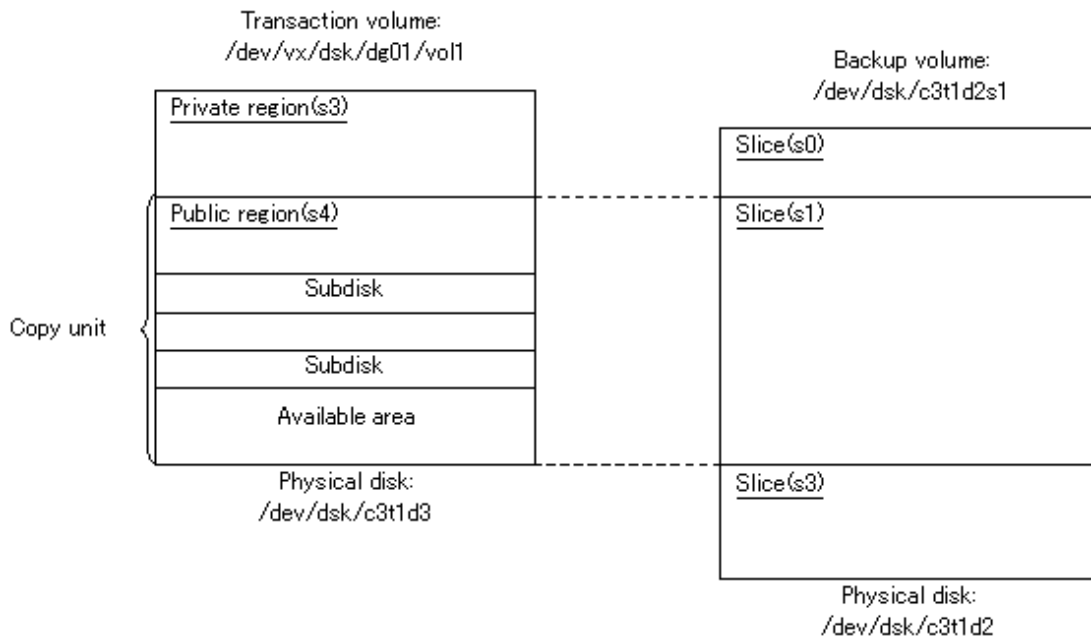 Transaction volume:
/dev/vx/dsk/dg01/vol1
Private region(s3)
Public region(s4)
Subdisk
Subdisk
Available area
Copy unit
Physical disk:
/dev/dsk/c3t1d3
Backup volume:
/dev/dsk/c3t1d2s1
Slice(s0)
Slice(s1)
Slice(s3)
Physical disk:
/dev/dsk/c3t1d2